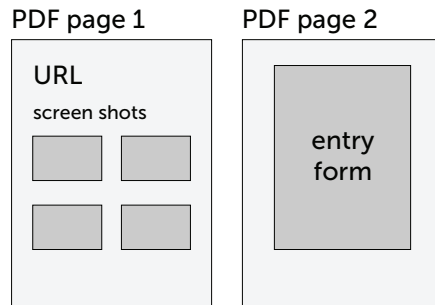 PDF page 1
URL
screen shots
PDF page 2
entry
form